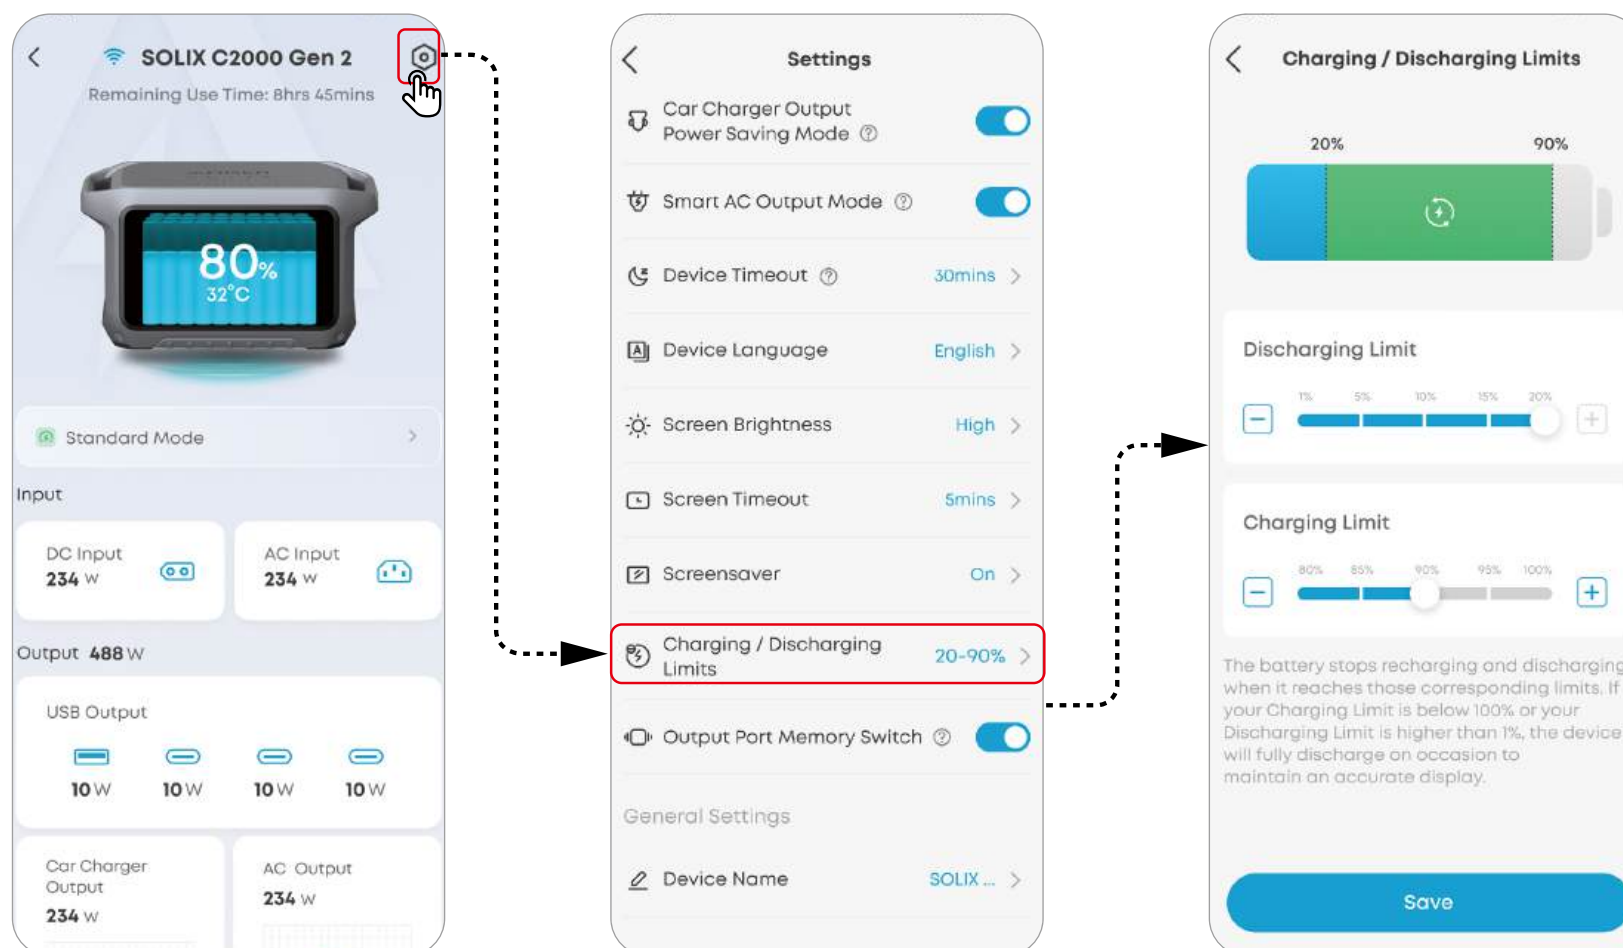 SOLIX C2000 Gen 2
Remaining Use Time: 8hrs 45mins
80%
32°C
Standard Mode
Input
DC Input
234 W
AC Input
234 W
Output 488 W
USB Output
10 W
10 W
10 W
10 W
Car Charger
Output
234 W
AC Output
234 W
Settings
Car Charger Output
Power Saving Mode ?
Smart AC Output Mode ?
Device Timeout ?
30mins
Device Language
English
Screen Brightness
High
Screen Timeout
5mins
Screensaver
On
Charging / Discharging
Limits
20-90%
Output Port Memory Switch ?
General Settings
Device Name
SOLIX ...
Charging / Discharging Limits
20%
90%
Discharging Limit
1% 5% 10% 15% 20%
Charging Limit
80% 85% 90% 95% 100%
The battery stops recharging and discharging
when it reaches those corresponding limits. If
your Charging Limit is below 100% or your
Discharging Limit is higher than 1%, the device
will fully discharge on occasion to
maintain an accurate display.
Save